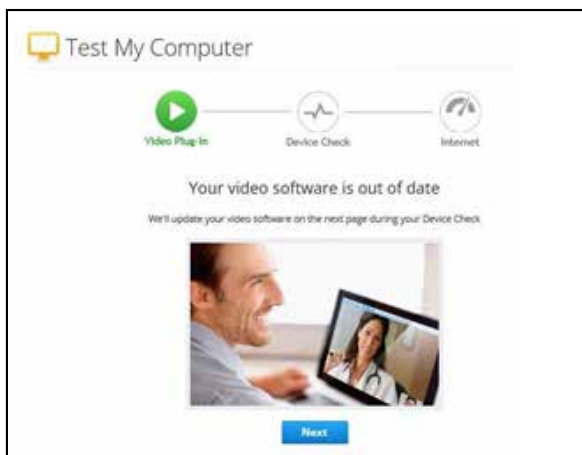 Test My Computer
Video Plug-In
Device Check
Internet
Your video software is out of date
We'll update your video software on the next page during your Device Check
Next